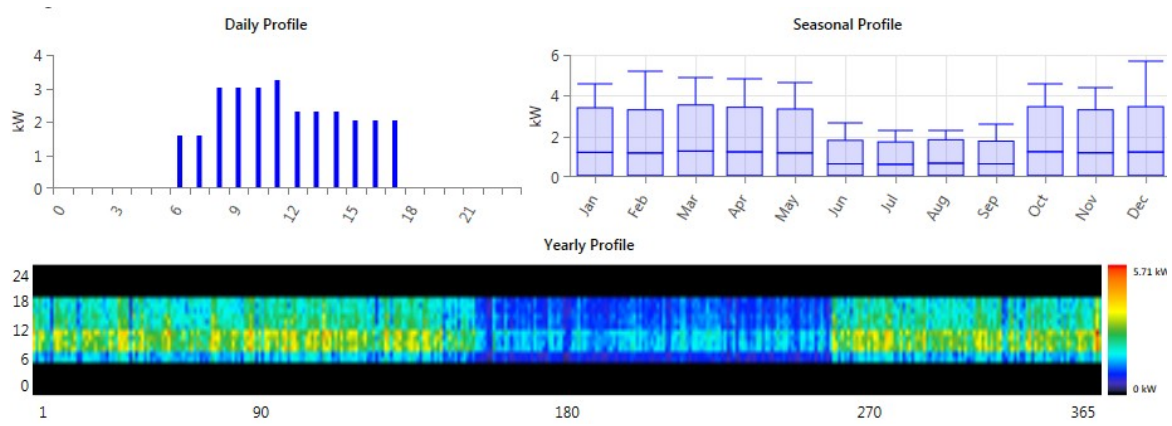 Daily Profile
Seasonal Profile
kW
4
3
2
1
0
0
3
6
9
12
15
18
21
kW
6
4
2
0
Jan
Feb
Mar
Apr
May
Jun
Jul
Aug
Sep
Oct
Nov
Dec
Yearly Profile
24
18
12
6
0
1
90
180
270
365
5.71 kW
0 kW